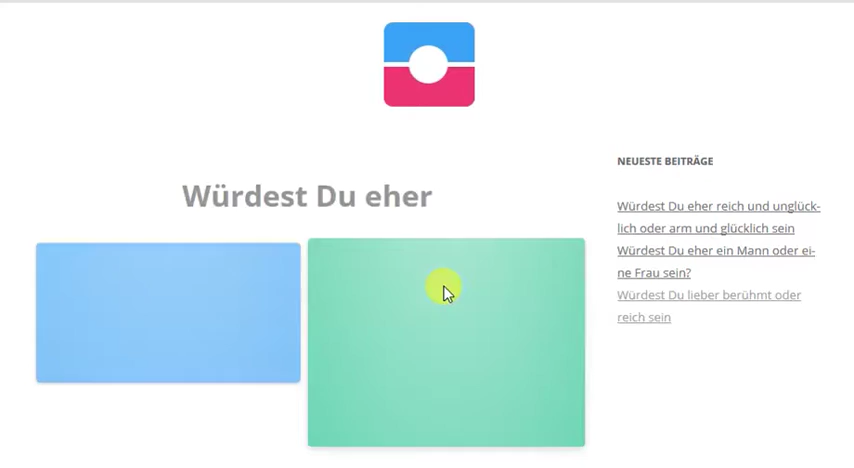 Würdest Du eher
NEUESTE BEITRÄGE
Würdest Du eher reich und unglück-
lich oder arm und glücklich sein
Würdest Du eher ein Mann oder ei-
ne Frau sein?
Würdest Du lieber berühmt oder
reich sein